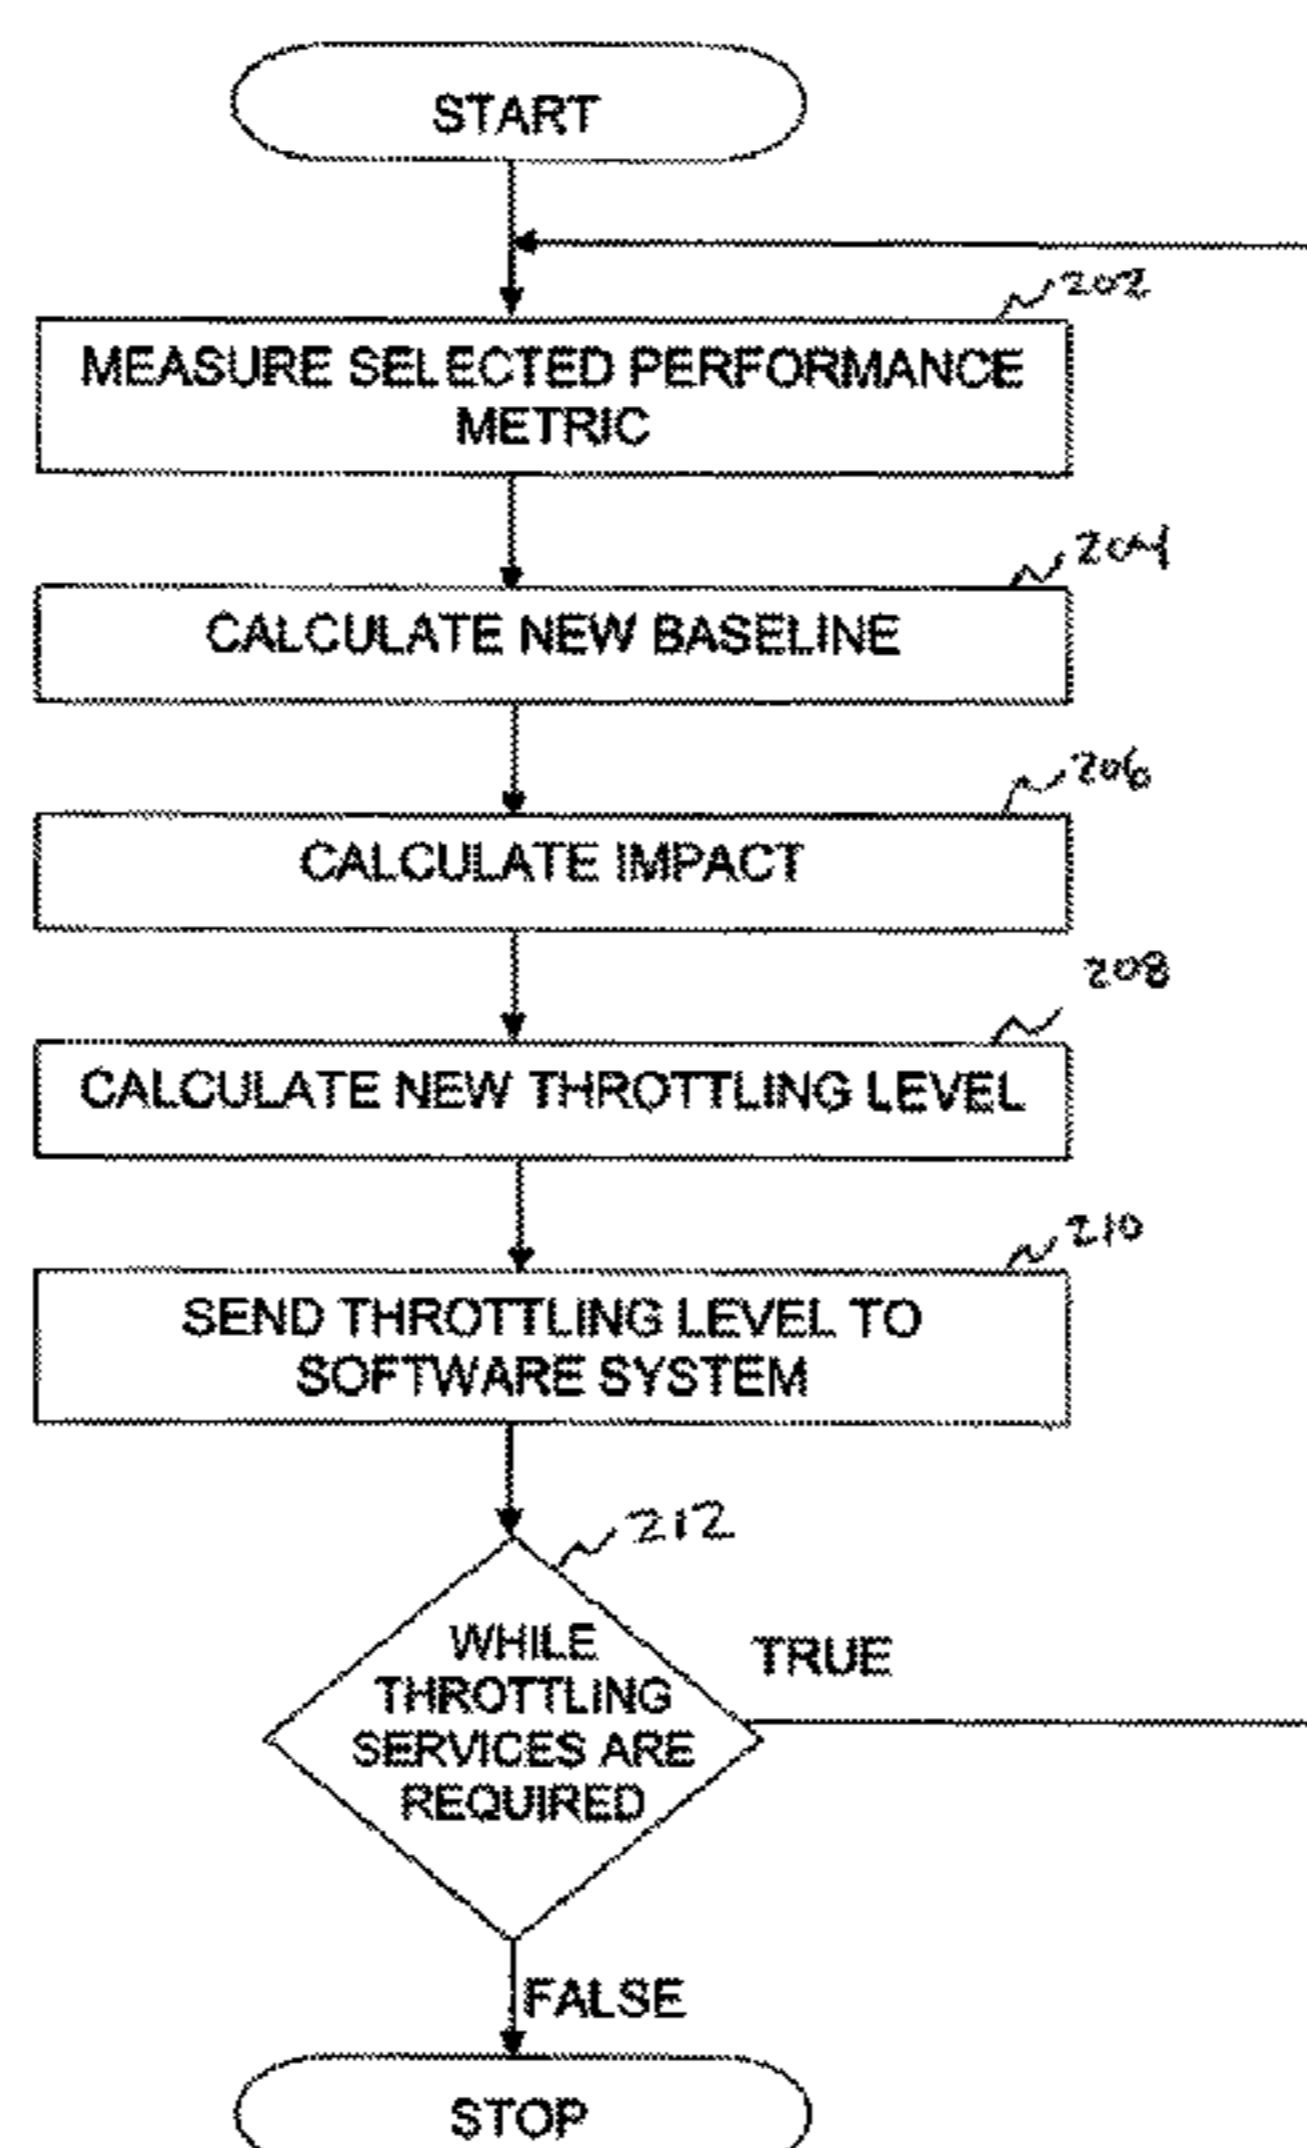 START
202
MEASURE SELECTED PERFORMANCE
METRIC
204
CALCULATE NEW BASELINE
206
CALCULATE IMPACT
208
CALCULATE NEW THROTTLING LEVEL
210
SEND THROTTLING LEVEL TO
SOFTWARE SYSTEM
212
WHILE
THROTTLING
SERVICES ARE
REQUIRED
TRUE
FALSE
STOP